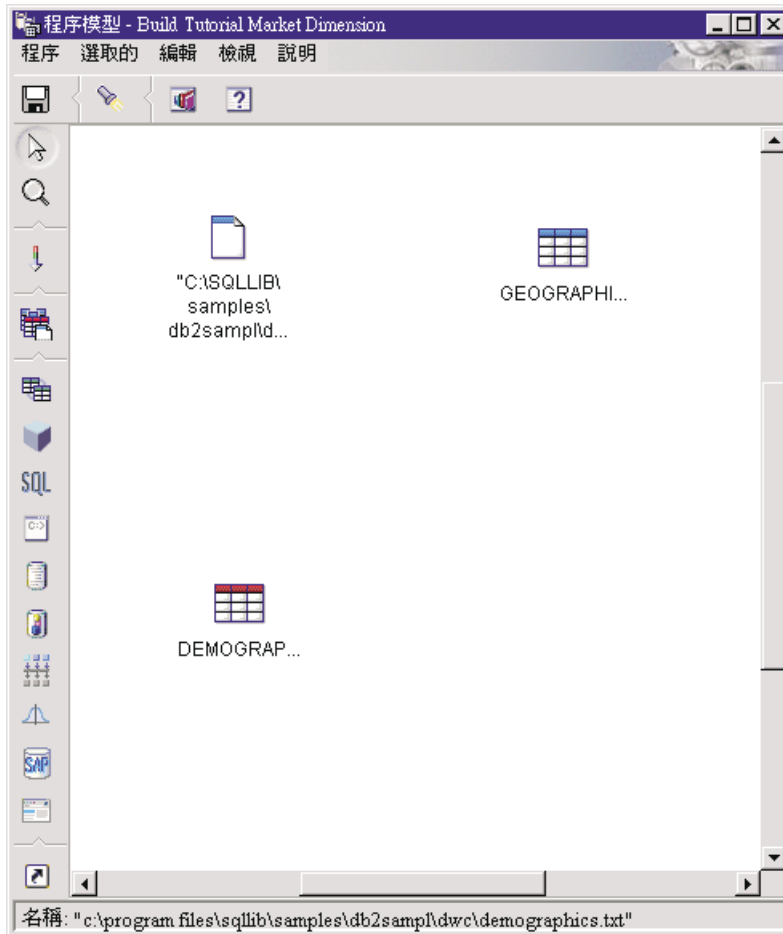 程序模型 - Build Tutorial Market Dimension
程序 選取的 編輯 檢視 說明
"C:\SQLLIB\
samples\
db2sampl\d...
GEOGRAPHI...
SQL
C:>
DEMOGRAP...
SAP
名稱: "c:\program files\sqllib\samples\db2sampl\dwc\demographics.txt"